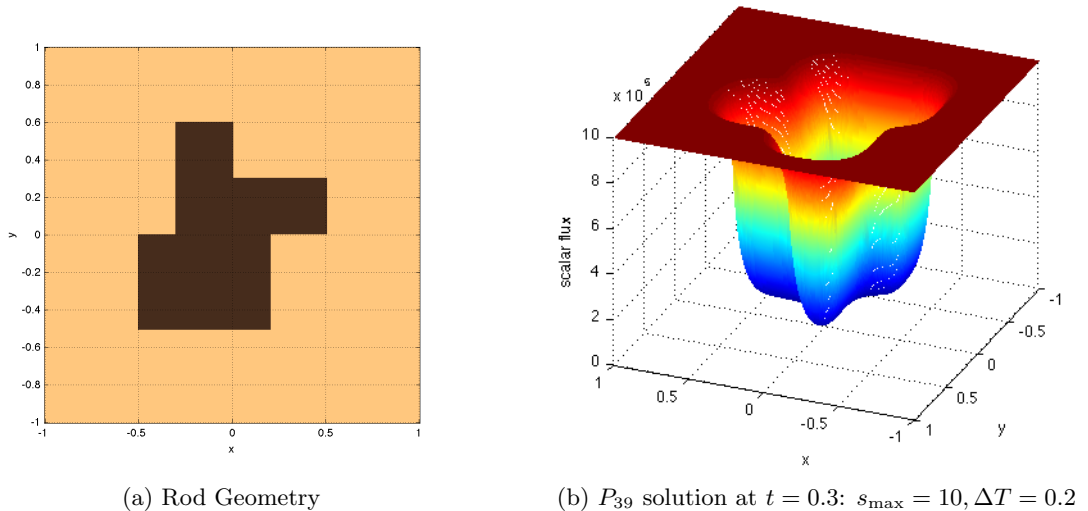 1
0.8
0.6
0.4
0.2
0
-0.2
-0.4
-0.6
-0.8
-1
y
-1 -0.5 0 0.5 1
x
(a) Rod Geometry
x 10
10
8
6
4
2
0
scalar flux
1 0.5 0 -0.5 -1
x
-1
-0.5
0
0.5
1
y
(b) P₃₉ solution at t = 0.3: s_max = 10, ΔT = 0.2